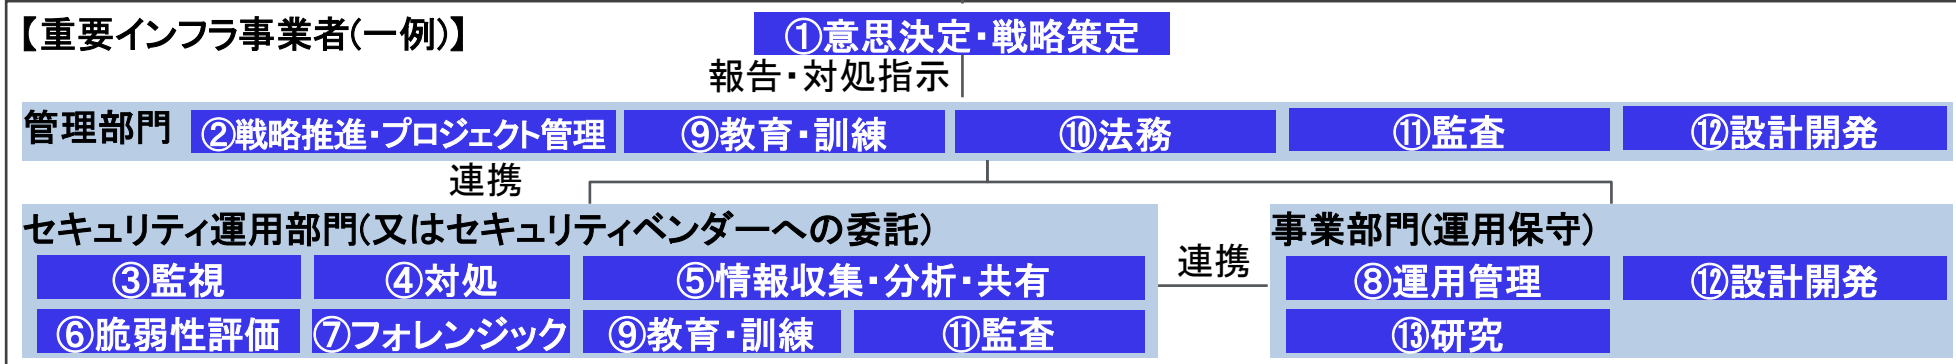 【重要インフラ事業者(一例)】
①意思決定・戦略策定
報告・対処指示
管理部門
②戦略推進・プロジェクト管理
⑨教育・訓練
⑩法務
⑪監査
⑫設計開発
連携
セキュリティ運用部門(又はセキュリティベンダーへの委託)
③監視
④対処
⑤情報収集・分析・共有
⑥脆弱性評価
⑦フォレンジック
⑨教育・訓練
⑪監査
連携
事業部門(運用保守)
⑧運用管理
⑫設計開発
⑬研究